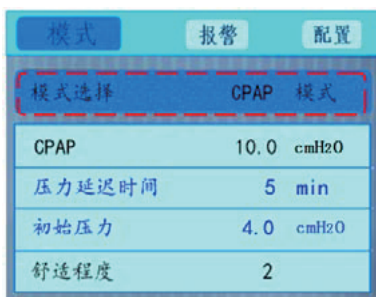 模式 报警 配置
模式选择 CPAP 模式
CPAP 10.0 cmH2O
压力延迟时间 5 min
初始压力 4.0 cmH2O
舒适程度 2